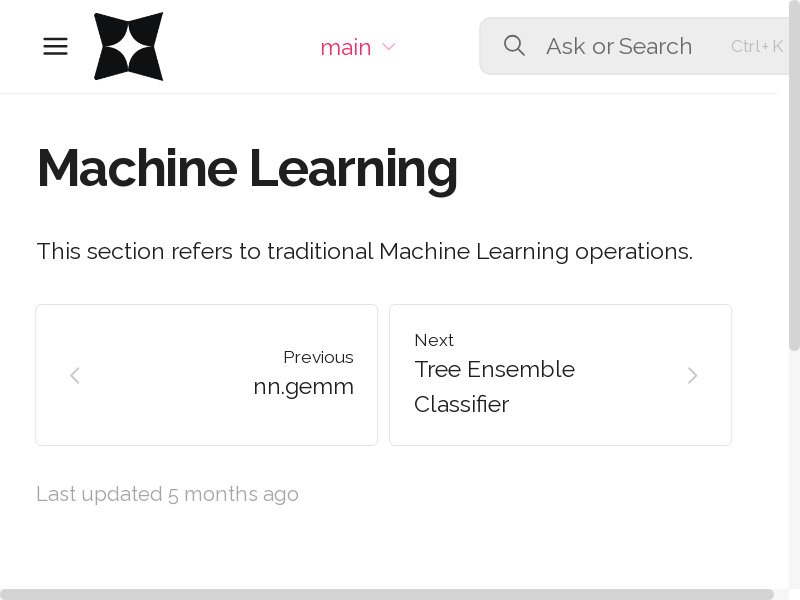 main
Ask or Search
Ctrl + K
Machine Learning
This section refers to traditional Machine Learning operations.
Previous
nn.gemm
Next
Tree Ensemble
Classifier
Last updated 5 months ago